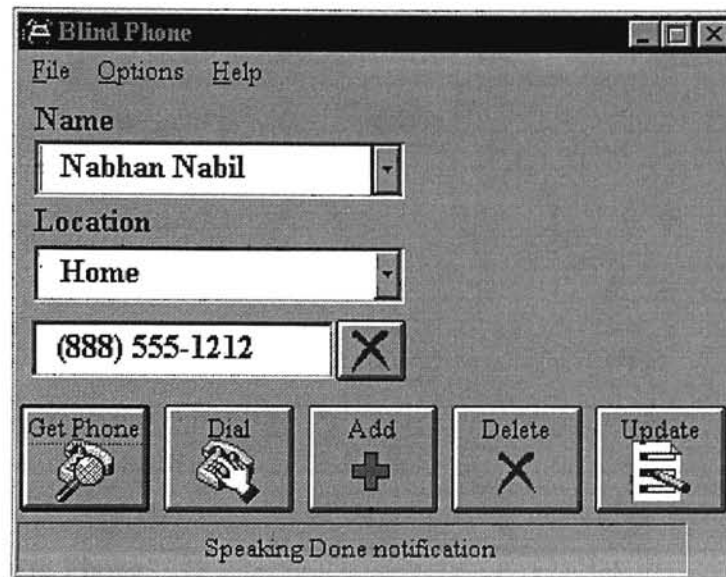 Blind Phone
File Options Help
Name
Nabhan Nabil
Location
Home
(888) 555-1212
Get Phone Dial Add Delete Update
Speaking Done notification